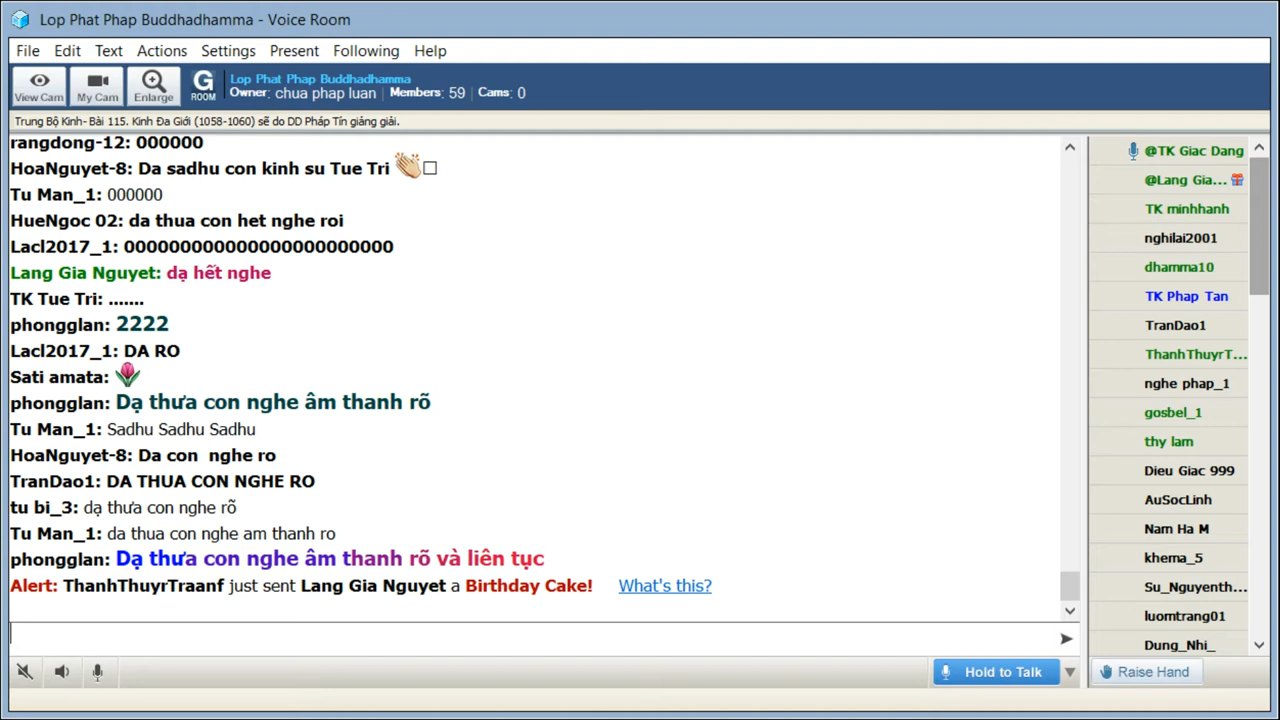 Lop Phat Phap Buddhadhamma - Voice Room
File Edit Text Actions Settings Present Following Help
View Cam My Cam Enlarge G ROOM
Lop Phat Phap Buddhadhamma
Owner: chua phap luan | Members: 59 | Cams: 0
Trung Bộ Kinh- Bài 115. Kinh Đa Giới (1058-1060) sẽ do DD Pháp Tín giảng giải.
rangdong-12: 000000
HoaNguyet-8: Da sadhu con kinh su Tue Tri
Tu Man_1: 000000
HueNgoc 02: da thua con het nghe roi
Lacl2017_1: 000000000000000000000000
Lang Gia Nguyet: dạ hết nghe
TK Tue Tri: .......
phongglan: 2222
Lacl2017_1: DA RO
Sati amata:
phongglan: Dạ thưa con nghe âm thanh rõ
Tu Man_1: Sadhu Sadhu Sadhu
HoaNguyet-8: Da con  nghe ro
TranDao1: DA THUA CON NGHE RO
tu bi_3: dạ thưa con nghe rõ
Tu Man_1: da thua con nghe am thanh ro
phongglan: Dạ thưa con nghe âm thanh rõ và liên tục
Alert: ThanhThuyrTraanf just sent Lang Gia Nguyet a Birthday Cake! What's this?
@TK Giac Dang
@Lang Gia...
TK minhhanh
nghilai2001
dhamma10
TK Phap Tan
TranDao1
ThanhThuyrT...
nghe phap_1
gosbel_1
thy lam
Dieu Giac 999
AuSocLinh
Nam Ha M
khema_5
Su_Nguyenth...
luomtrang01
Dung_Nhi_
Hold to Talk
Raise Hand